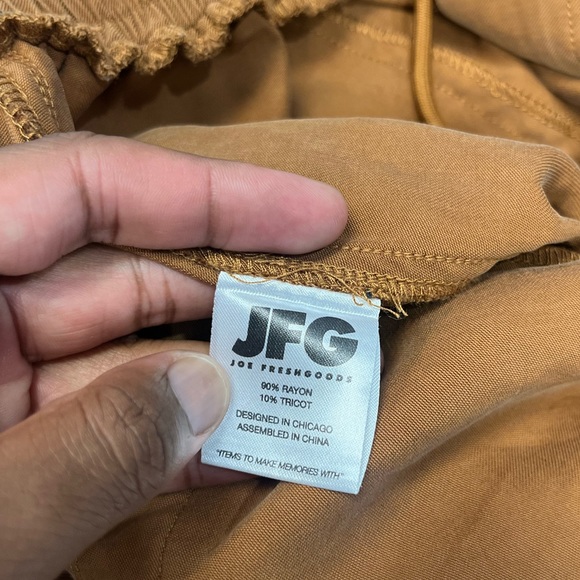 JFG
JOE FRESHGOODS
90% RAYON
10% TRICOT
DESIGNED IN CHICAGO
ASSEMBLED IN CHINA
"ITEMS TO MAKE MEMORIES WITH"